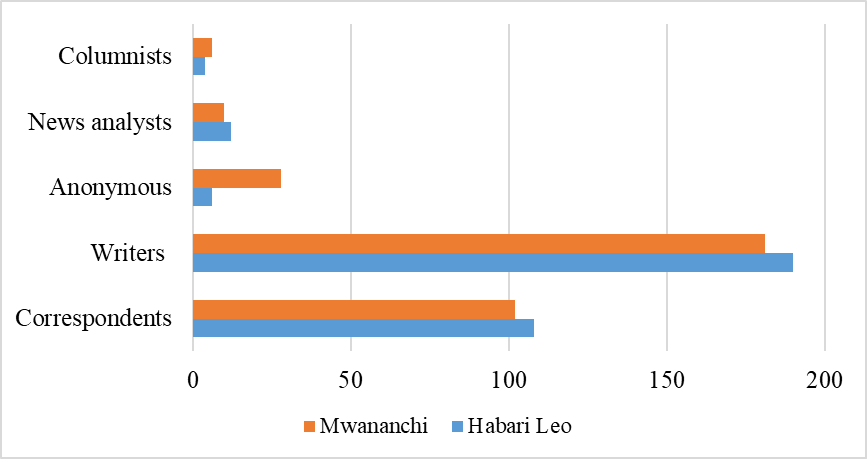 Columnists
News analysts
Anonymous
Writers
Correspondents
0 50 100 150 200
Mwananchi Habari Leo